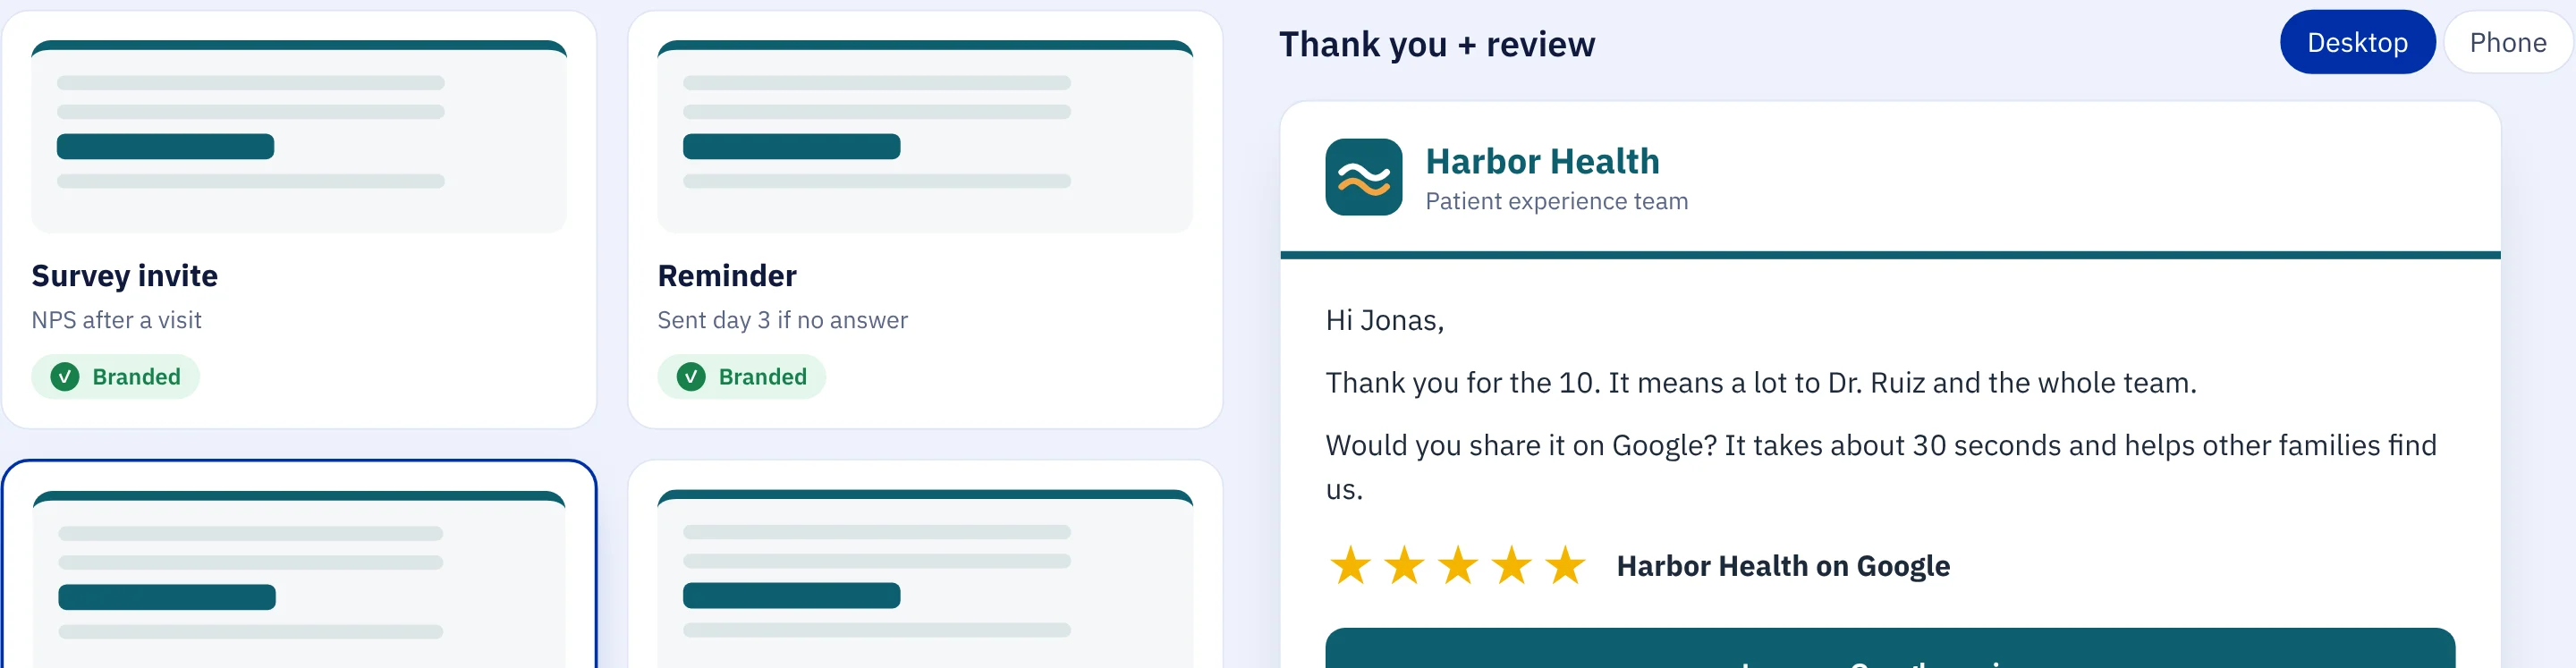 Survey invite
NPS after a visit
Branded
Reminder
Sent day 3 if no answer
Branded
Thank you + review
Desktop
Phone
Harbor Health
Patient experience team
Hi Jonas,
Thank you for the 10. It means a lot to Dr. Ruiz and the whole team.
Would you share it on Google? It takes about 30 seconds and helps other families find
us.
Harbor Health on Google